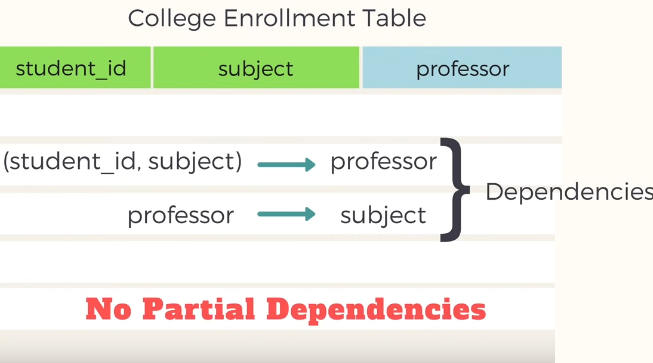 College Enrollment Table
student_id subject professor
(student_id, subject) professor
Dependencies
professor subject
No Partial Dependencies